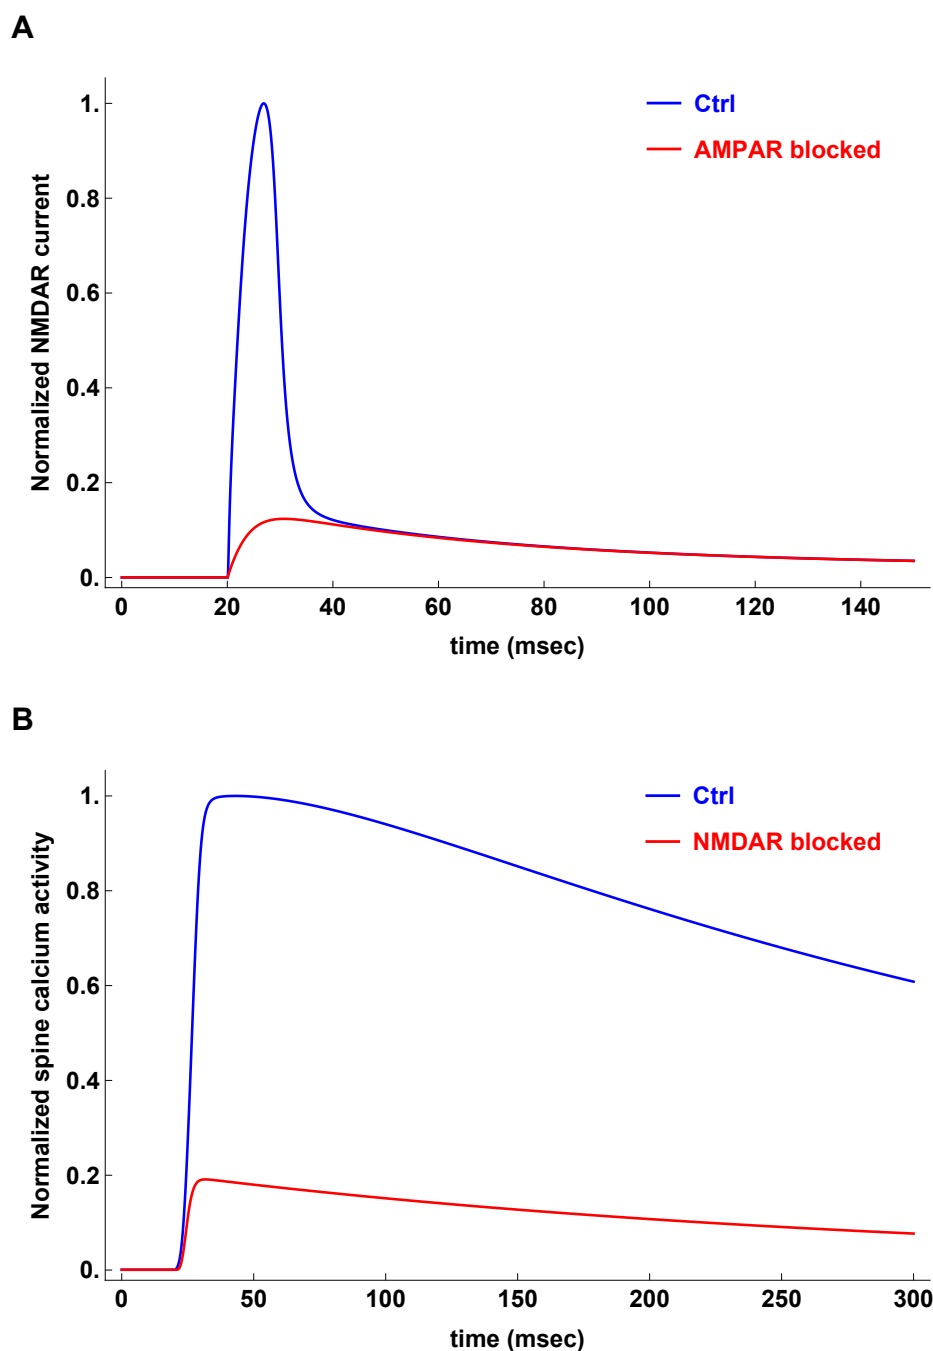 A
Ctrl
AMPAR blocked
Normalized NMDAR current
1.
0.8
0.6
0.4
0.2
0.
0 20 40 60 80 100 120 140
time (msec)
B
Ctrl
NMDAR blocked
Normalized spine calcium activity
1.
0.8
0.6
0.4
0.2
0.
0 50 100 150 200 250 300
time (msec)